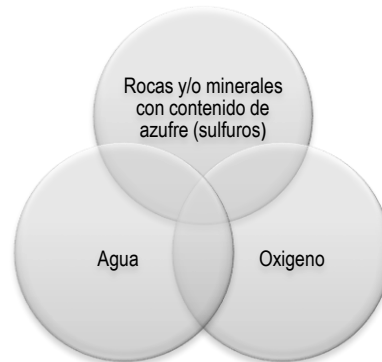 Rocas y/o minerales
con contenido de
azufre (sulfuros)
Agua
Oxigeno